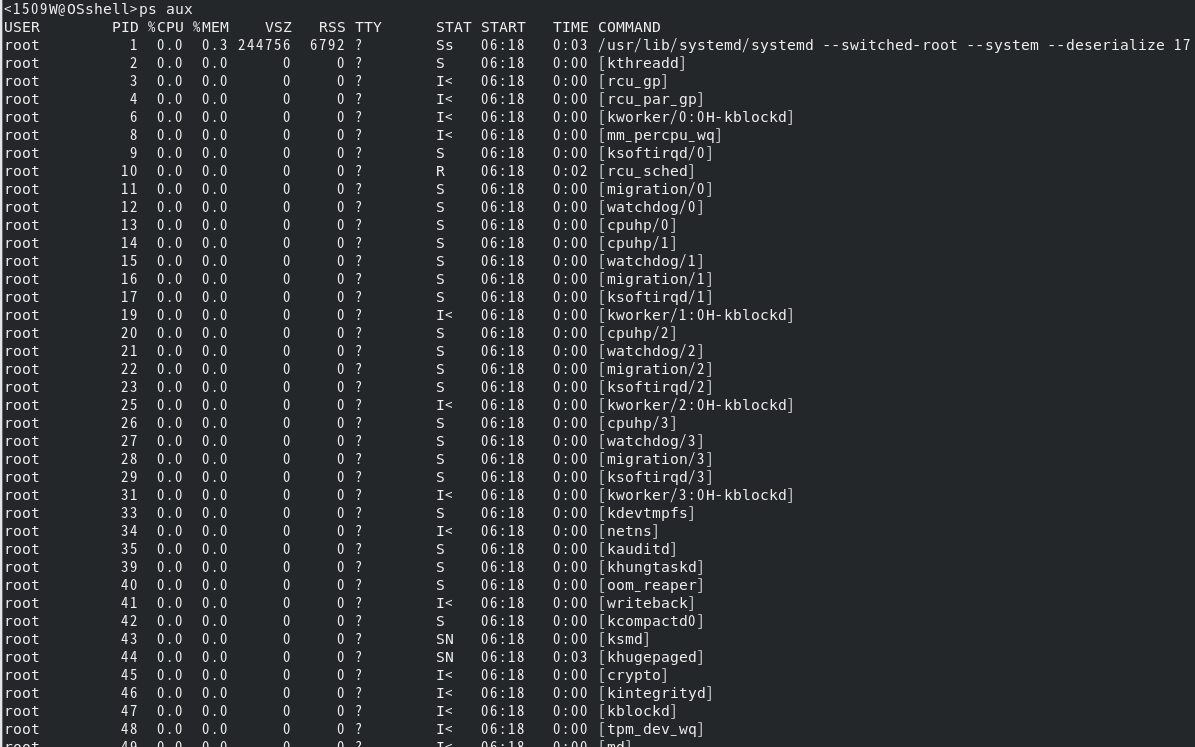 <1509W@OSshell>ps aux
USER        PID %CPU %MEM    VSZ   RSS TTY      STAT START   TIME COMMAND
root          1  0.0  0.3 244756  6792 ?        Ss   06:18   0:03 /usr/lib/systemd/systemd --switched-root --system --deserialize 17
root          2  0.0  0.0      0     0 ?        S    06:18   0:00 [kthreadd]
root          3  0.0  0.0      0     0 ?        I<   06:18   0:00 [rcu_gp]
root          4  0.0  0.0      0     0 ?        I<   06:18   0:00 [rcu_par_gp]
root          6  0.0  0.0      0     0 ?        I<   06:18   0:00 [kworker/0:0H-kblockd]
root          8  0.0  0.0      0     0 ?        I<   06:18   0:00 [mm_percpu_wq]
root          9  0.0  0.0      0     0 ?        S    06:18   0:00 [ksoftirqd/0]
root         10  0.0  0.0      0     0 ?        R    06:18   0:02 [rcu_sched]
root         11  0.0  0.0      0     0 ?        S    06:18   0:00 [migration/0]
root         12  0.0  0.0      0     0 ?        S    06:18   0:00 [watchdog/0]
root         13  0.0  0.0      0     0 ?        S    06:18   0:00 [cpuhp/0]
root         14  0.0  0.0      0     0 ?        S    06:18   0:00 [cpuhp/1]
root         15  0.0  0.0      0     0 ?        S    06:18   0:00 [watchdog/1]
root         16  0.0  0.0      0     0 ?        S    06:18   0:00 [migration/1]
root         17  0.0  0.0      0     0 ?        S    06:18   0:00 [ksoftirqd/1]
root         19  0.0  0.0      0     0 ?        I<   06:18   0:00 [kworker/1:0H-kblockd]
root         20  0.0  0.0      0     0 ?        S    06:18   0:00 [cpuhp/2]
root         21  0.0  0.0      0     0 ?        S    06:18   0:00 [watchdog/2]
root         22  0.0  0.0      0     0 ?        S    06:18   0:00 [migration/2]
root         23  0.0  0.0      0     0 ?        S    06:18   0:00 [ksoftirqd/2]
root         25  0.0  0.0      0     0 ?        I<   06:18   0:00 [kworker/2:0H-kblockd]
root         26  0.0  0.0      0     0 ?        S    06:18   0:00 [cpuhp/3]
root         27  0.0  0.0      0     0 ?        S    06:18   0:00 [watchdog/3]
root         28  0.0  0.0      0     0 ?        S    06:18   0:00 [migration/3]
root         29  0.0  0.0      0     0 ?        S    06:18   0:00 [ksoftirqd/3]
root         31  0.0  0.0      0     0 ?        I<   06:18   0:00 [kworker/3:0H-kblockd]
root         33  0.0  0.0      0     0 ?        S    06:18   0:00 [kdevtmpfs]
root         34  0.0  0.0      0     0 ?        I<   06:18   0:00 [netns]
root         35  0.0  0.0      0     0 ?        S    06:18   0:00 [kauditd]
root         39  0.0  0.0      0     0 ?        S    06:18   0:00 [khungtaskd]
root         40  0.0  0.0      0     0 ?        S    06:18   0:00 [oom_reaper]
root         41  0.0  0.0      0     0 ?        I<   06:18   0:00 [writeback]
root         42  0.0  0.0      0     0 ?        S    06:18   0:00 [kcompactd0]
root         43  0.0  0.0      0     0 ?        SN   06:18   0:00 [ksmd]
root         44  0.0  0.0      0     0 ?        SN   06:18   0:03 [khugepaged]
root         45  0.0  0.0      0     0 ?        I<   06:18   0:00 [crypto]
root         46  0.0  0.0      0     0 ?        I<   06:18   0:00 [kintegrityd]
root         47  0.0  0.0      0     0 ?        I<   06:18   0:00 [kblockd]
root         48  0.0  0.0      0     0 ?        I<   06:18   0:00 [tpm_dev_wq]
root         49  0.0  0.0      0     0 ?        I<   06:18   0:00 [md]